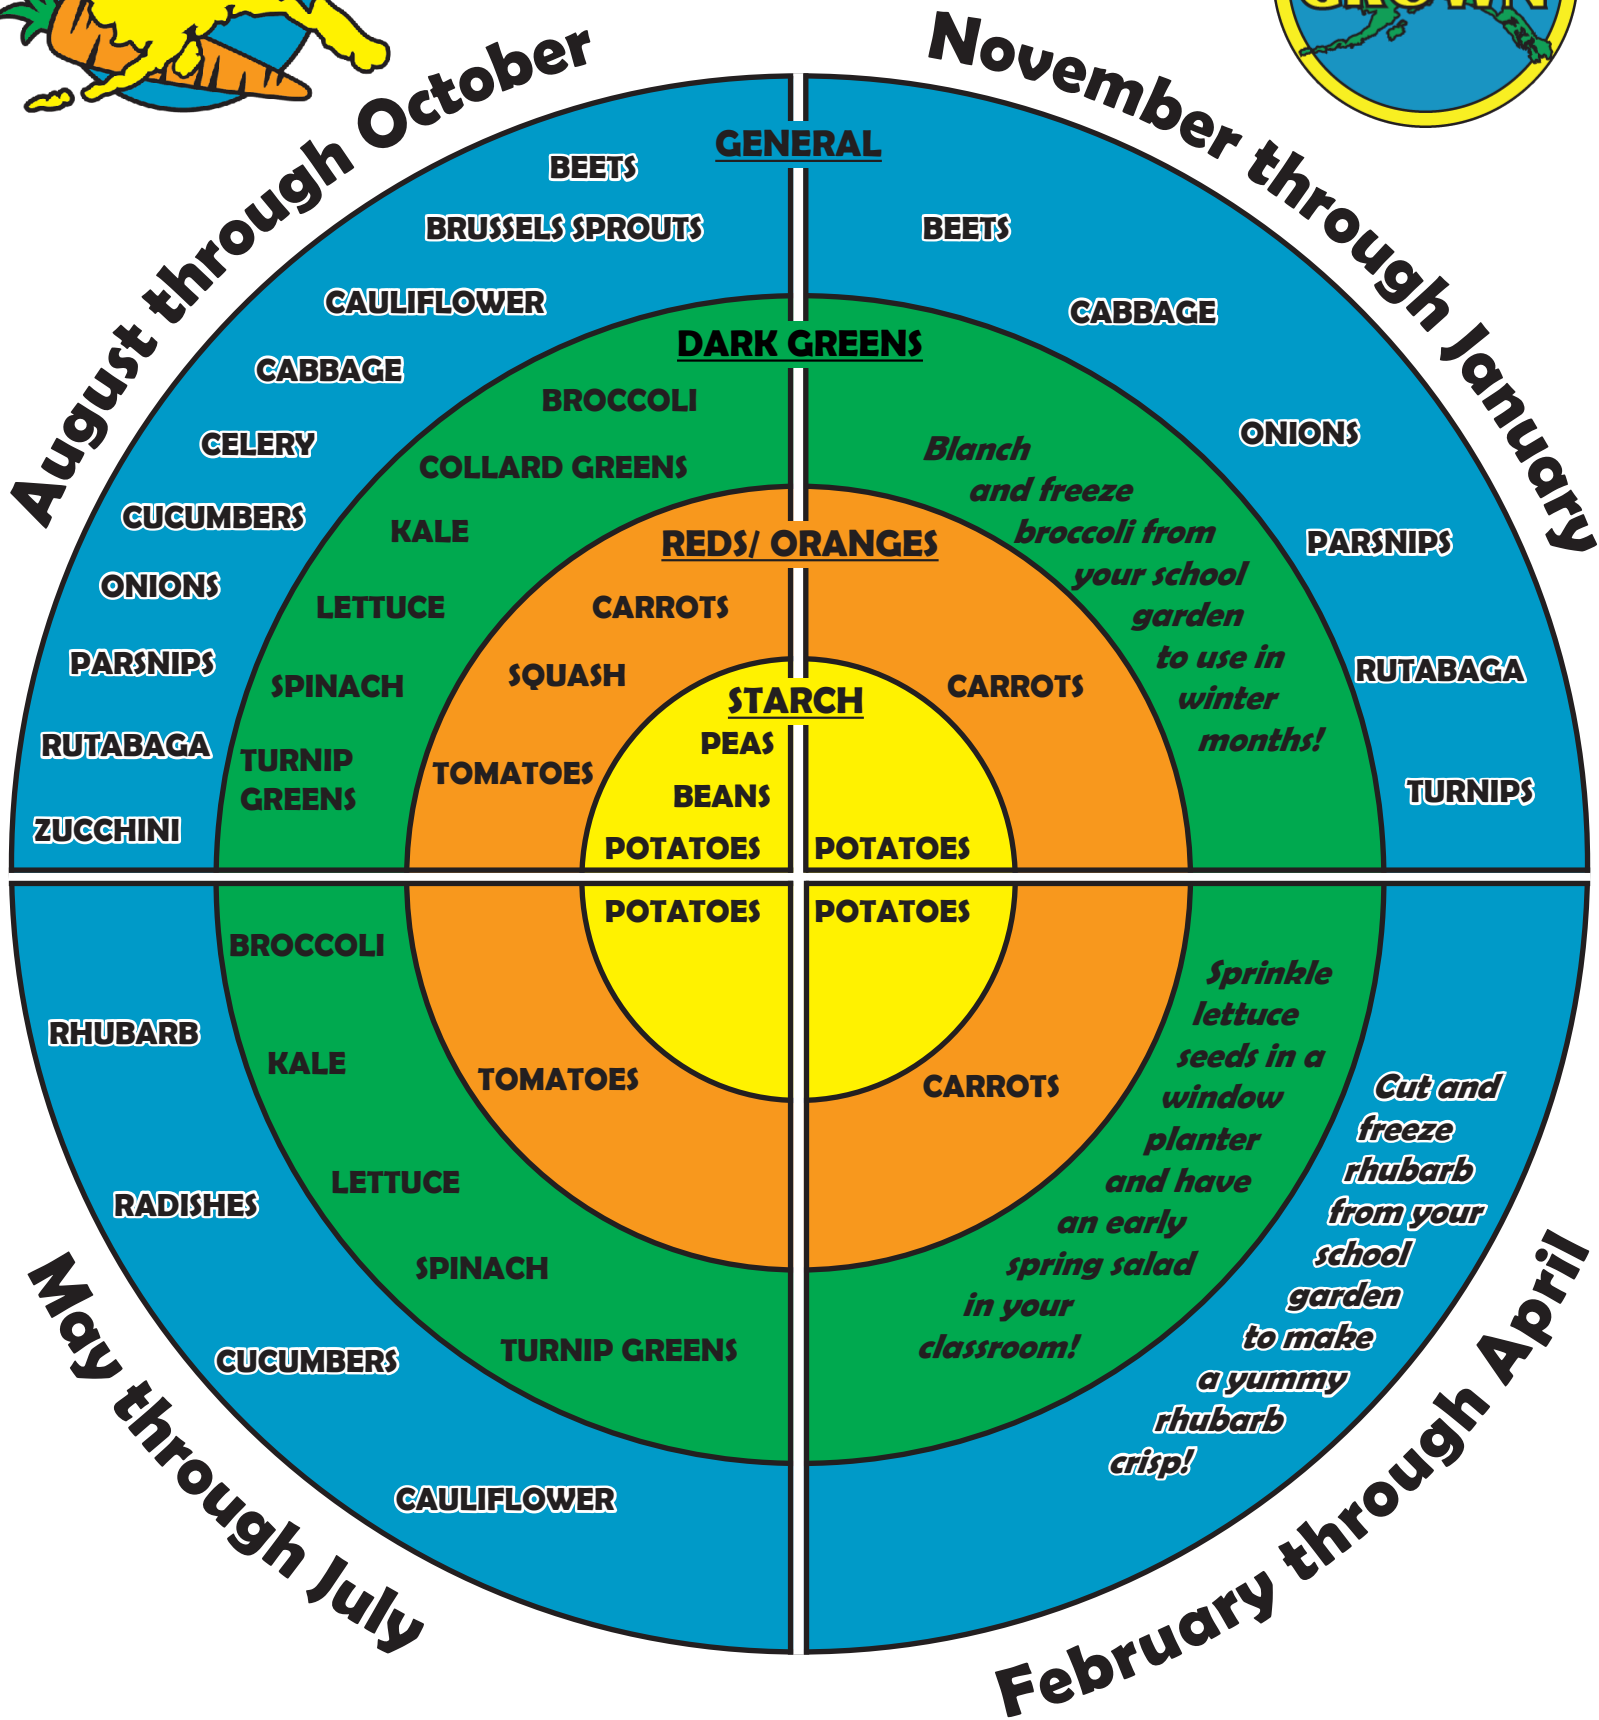 GROWN
August through October
November through January
GENERAL
BEETS
BRUSSELS SPROUTS
CAULIFLOWER
CABBAGE
CELERY
CUCUMBERS
ONIONS
PARSNIPS
RUTABAGA
ZUCCHINI
BEETS
CABBAGE
ONIONS
PARSNIPS
RUTABAGA
TURNIPS
DARK GREENS
BROCCOLI
COLLARD GREENS
KALE
LETTUCE
SPINACH
TURNIP
GREENS
Blanch
and freeze
broccoli from
your school
garden
to use in
winter
months!
REDS/ ORANGES
CARROTS
SQUASH
TOMATOES
CARROTS
STARCH
PEAS
BEANS
POTATOES
POTATOES
POTATOES
POTATOES
TOMATOES
CARROTS
BROCCOLI
KALE
LETTUCE
SPINACH
TURNIP GREENS
Sprinkle
lettuce
seeds in a
window
planter
and have
an early
spring salad
in your
classroom!
RHUBARB
RADISHES
CUCUMBERS
CAULIFLOWER
Cut and
freeze
rhubarb
from your
school
garden
to make
a yummy
rhubarb
crisp!
May through July
February through April